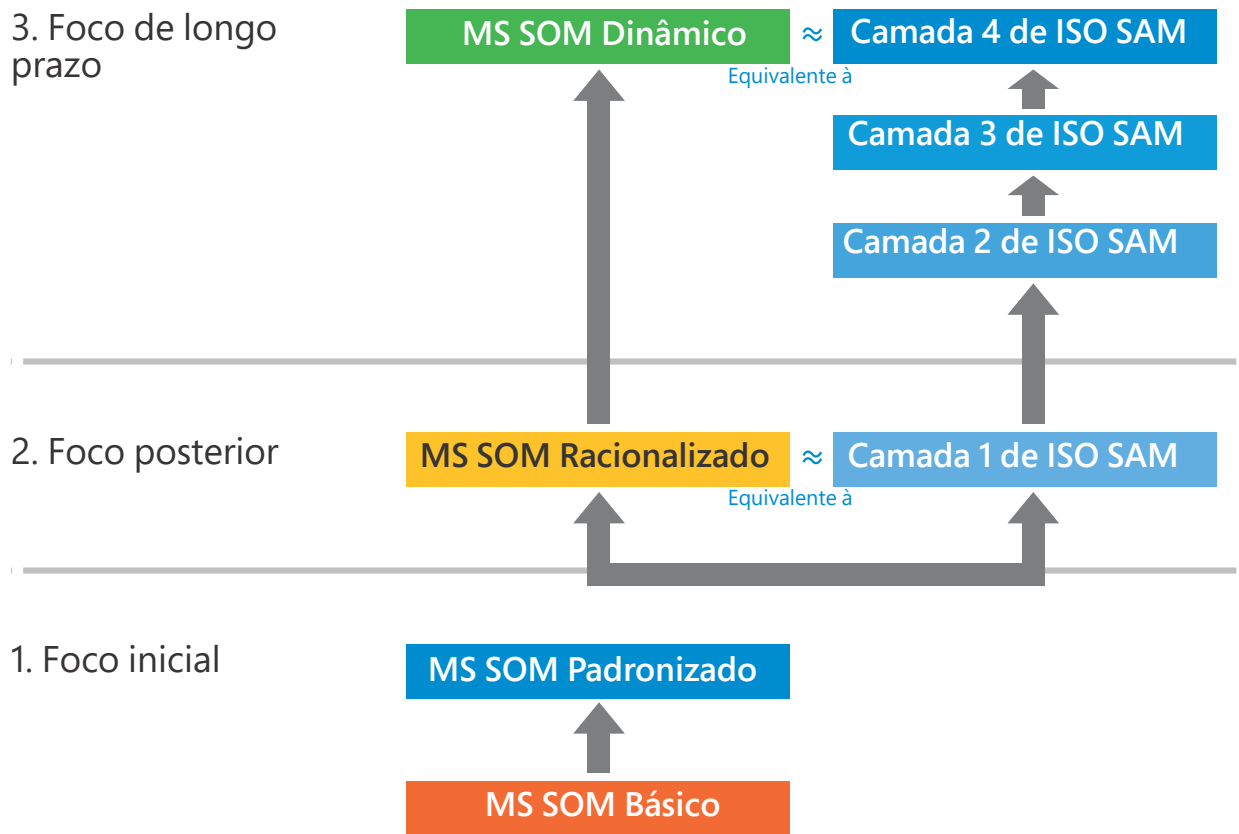 3. Foco de longo
prazo
MS SOM Dinâmico
≈
Camada 4 de ISO SAM
Equivalente à
Camada 3 de ISO SAM
Camada 2 de ISO SAM
2. Foco posterior
MS SOM Racionalizado
≈
Camada 1 de ISO SAM
Equivalente à
1. Foco inicial
MS SOM Padronizado
MS SOM Básico